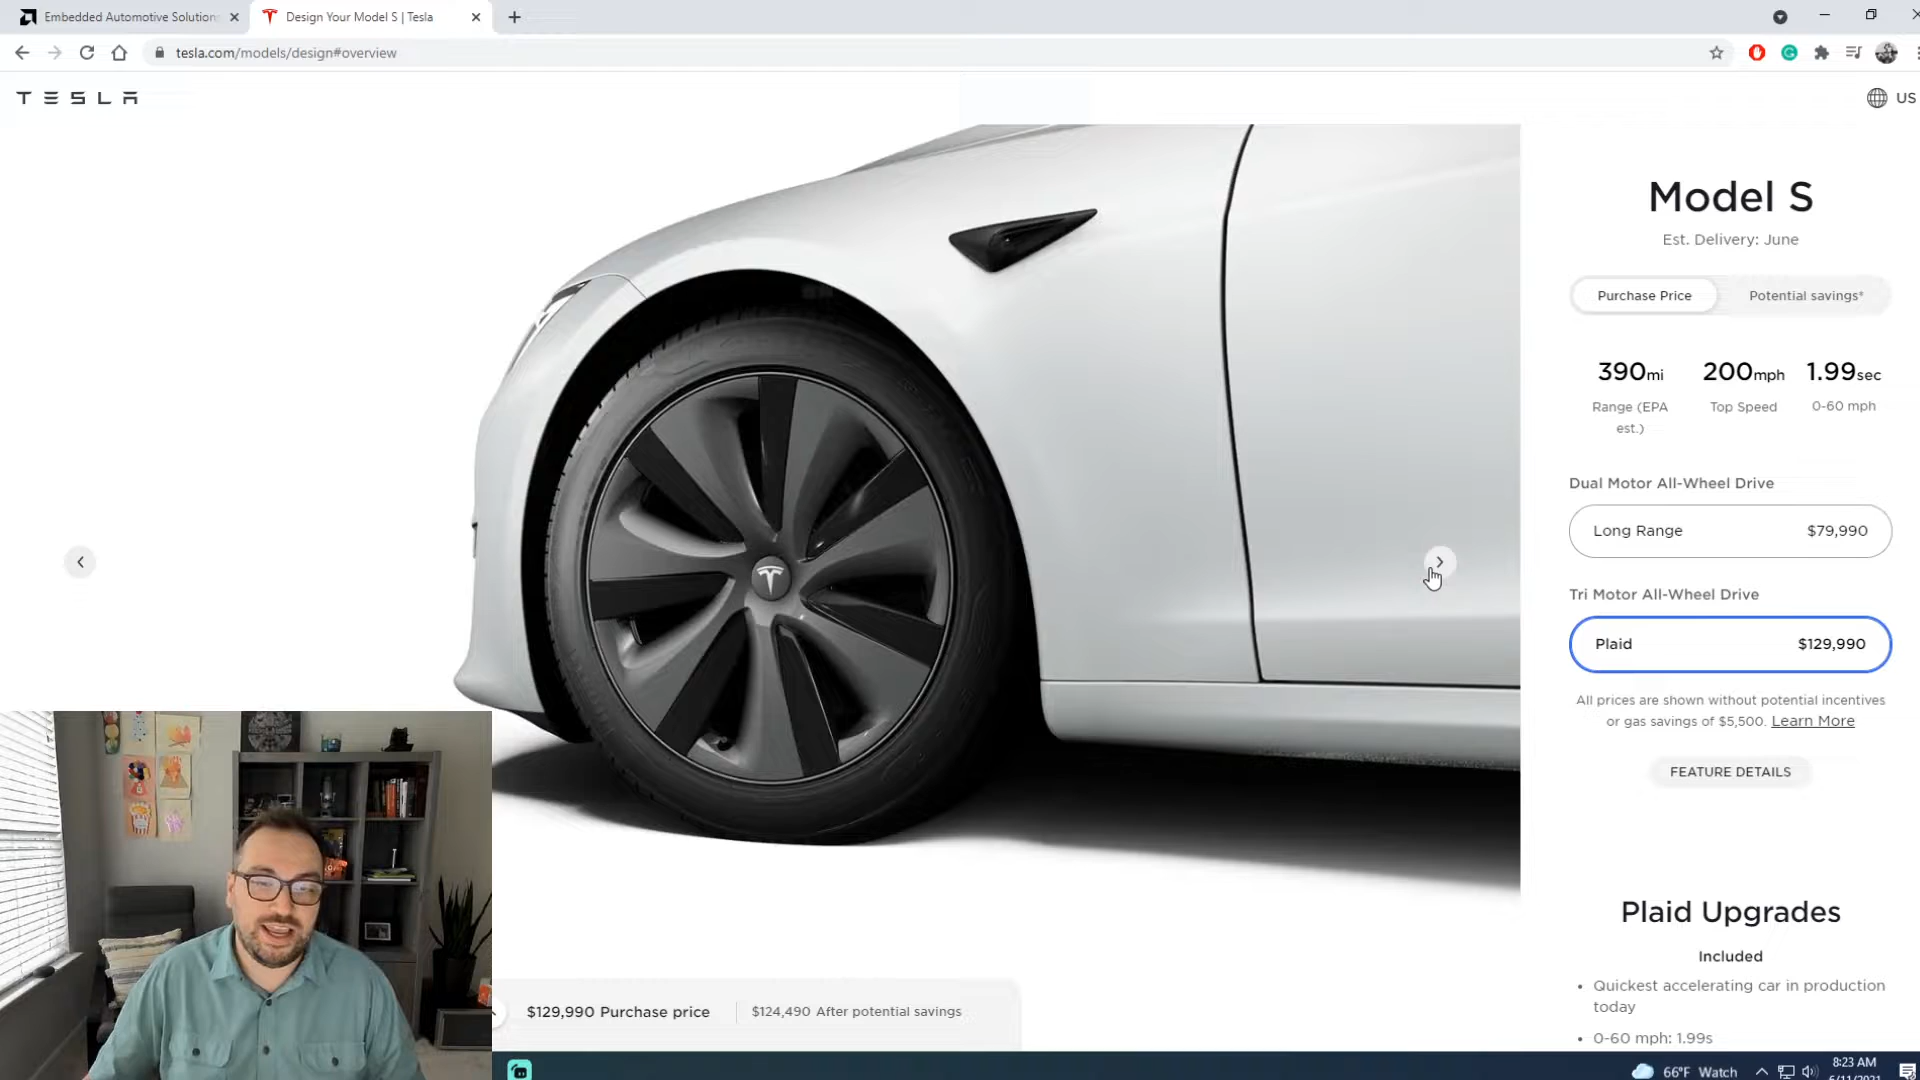 Embedded Automotive Solution
Design Your Model S | Tesla
tesla.com/models/design#overview
TESLA
US
Model S
Est. Delivery: June
Purchase Price
Potential savings*
390mi
200mph
1.99sec
Range (EPA est.)
Top Speed
0-60 mph
Dual Motor All-Wheel Drive
Long Range $79,990
Tri Motor All-Wheel Drive
Plaid $129,990
All prices are shown without potential incentives
or gas savings of $5,500. Learn More
FEATURE DETAILS
Plaid Upgrades
Included
• Quickest accelerating car in production
today
• 0-60 mph: 1.99s
$129,990 Purchase price
$124,490 After potential savings
66°F Watch
8:23 AM